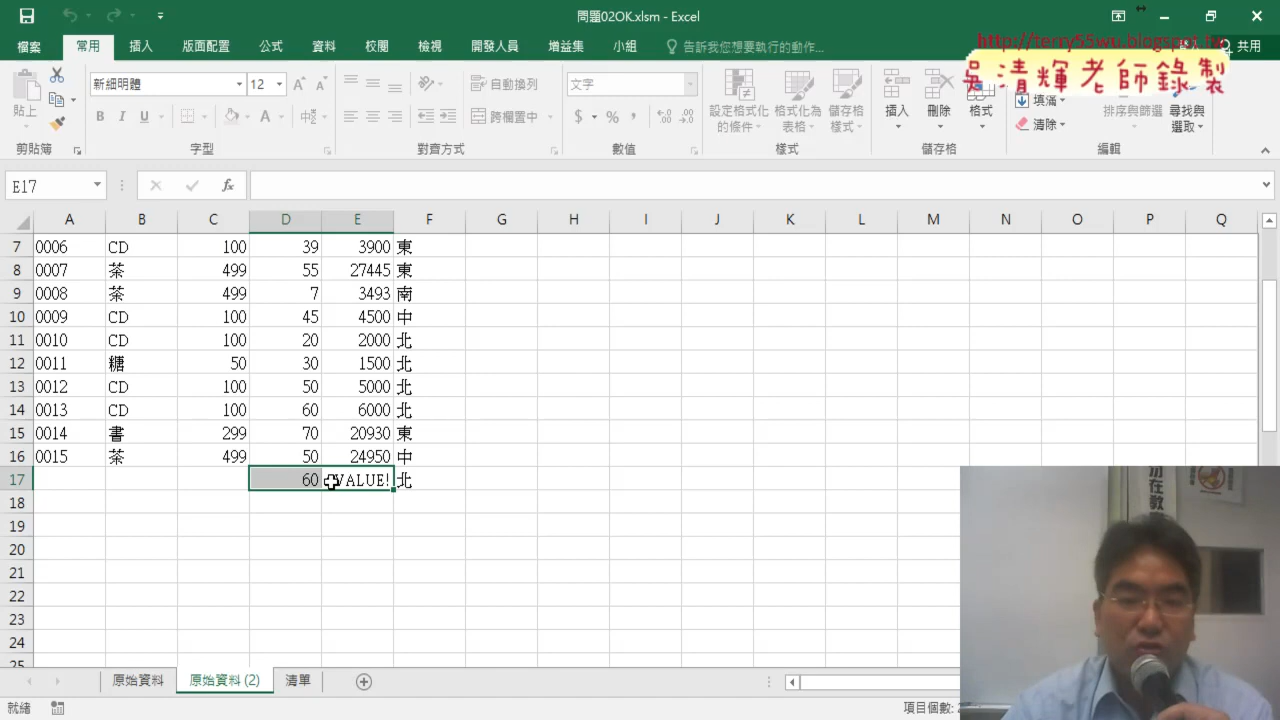 問題02OK.xlsm - Excel
http://terry55wu.blogspot.tw
吳清輝老師錄製
檔案 常用 插入 版面配置 公式 資料 校閱 檢視 開發人員 增益集 小組 告訴我您想要執行的動作... 共用
貼上 新細明體 12 自動換列 文字 設定格式化的條件 格式化為表格 儲存格樣式 插入 刪除 格式 填滿 清除 排序與篩選 尋找與選取
B I U 跨欄置中 $ % ,
剪貼簿 字型 對齊方式 數值 樣式 儲存格 編輯
E17 fx
A B C D E F G H I J K L M N O P Q
7 0006 CD 100 39 3900 東
8 0007 茶 499 55 27445 東
9 0008 茶 499 7 3493 南
10 0009 CD 100 45 4500 中
11 0010 CD 100 20 2000 北
12 0011 糖 50 30 1500 北
13 0012 CD 100 50 5000 北
14 0013 CD 100 60 6000 北
15 0014 書 299 70 20930 東
16 0015 茶 499 50 24950 中
17 60 VALUE! 北
18
19
20
21
22
23
24
25
原始資料 原始資料 (2) 清單
就緒 項目個數:
別在教